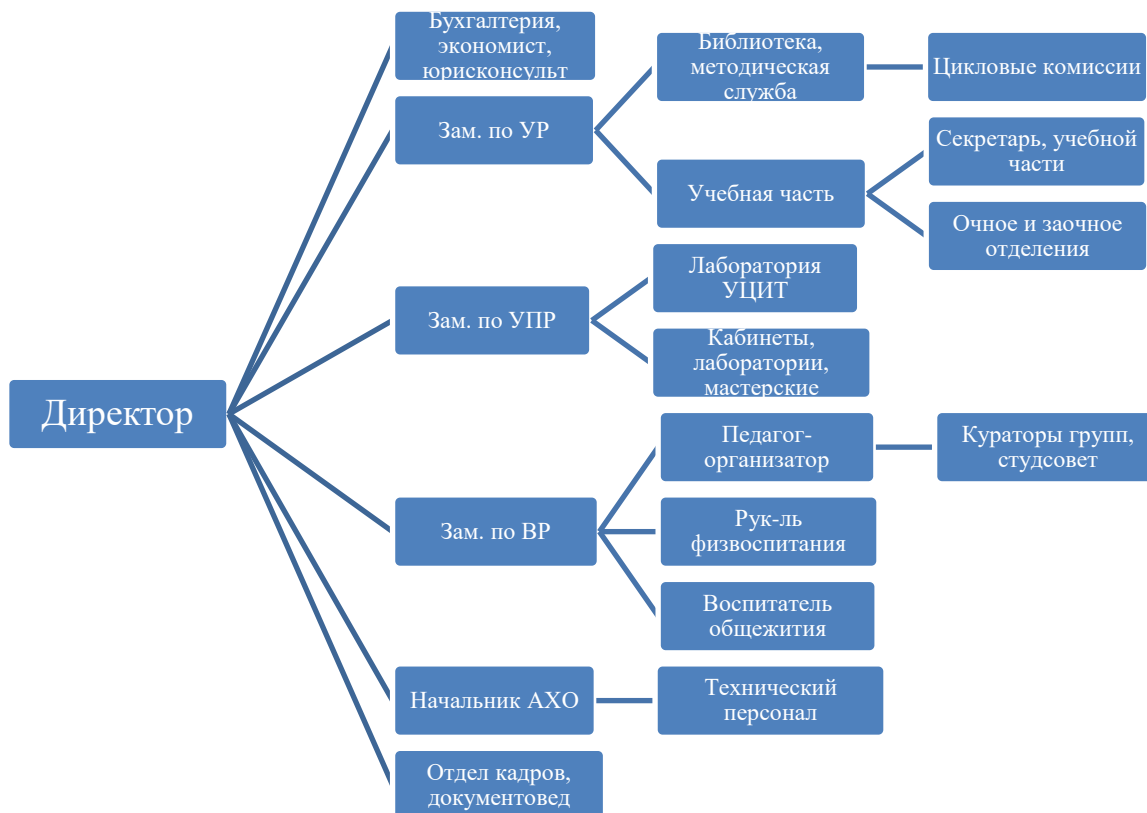 Бухгалтерия,
экономист,
юрисконсульт
Библиотека,
методическая
служба
Цикловые комиссии
Зам. по УР
Секретарь, учебной
части
Учебная часть
Очное и заочное
отделения
Лаборатория
УЦИТ
Зам. по УПР
Кабинеты,
лаборатории,
мастерские
Директор
Педагог-
организатор
Кураторы групп,
студсовет
Зам. по ВР
Рук-ль
физвоспитания
Воспитатель
общежития
Начальник АХО
Технический
персонал
Отдел кадров,
документовед